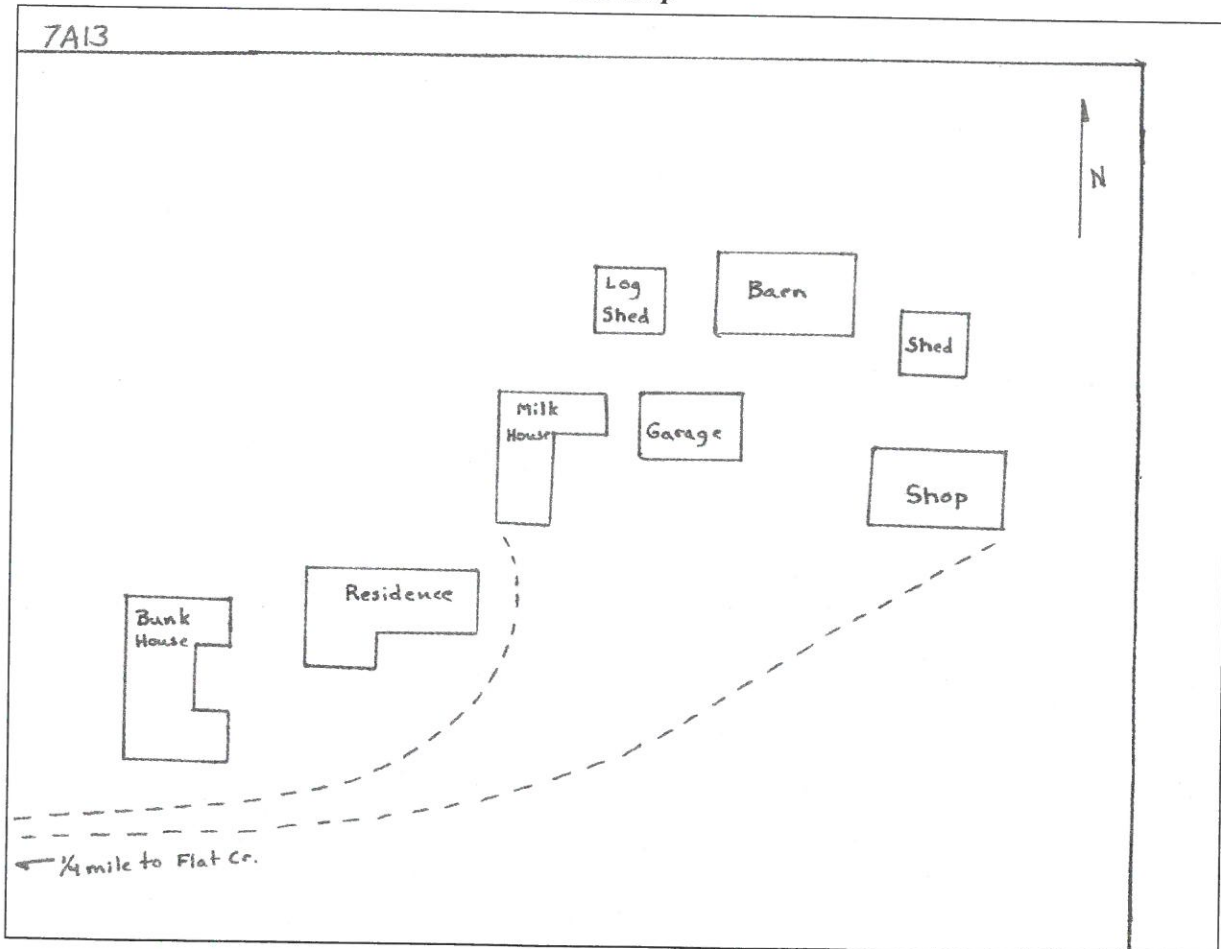 7A13
N
Log
Shed
Barn
Shed
Milk
House
Garage
Shop
Residence
Bunk
House
¼ mile to Flat Cr.